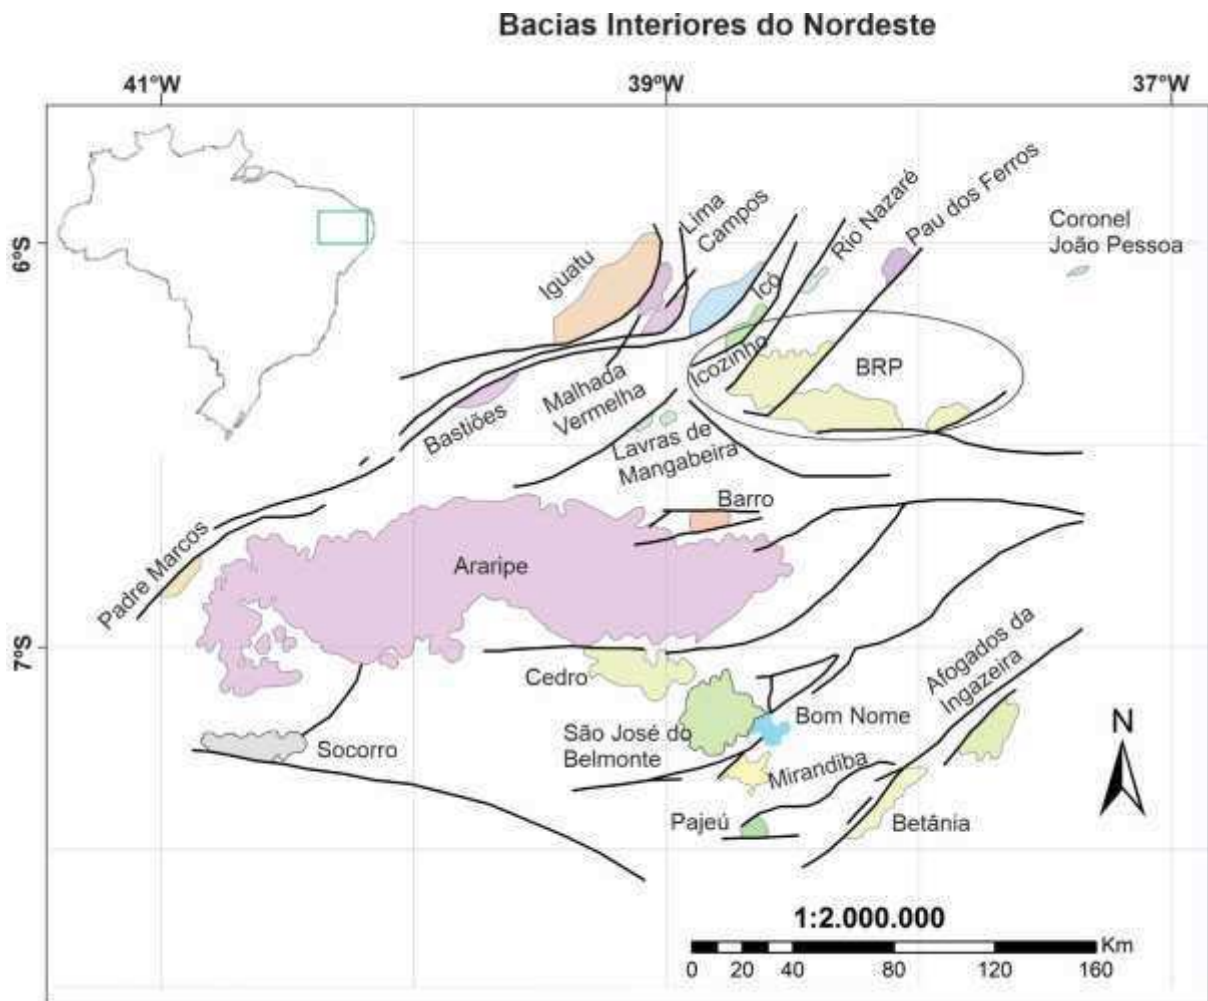 Bacias Interiores do Nordeste
41°W
39°W
37°W
6°S
7°S
Iguatu
Lima
Campos
Icó
Rio Nazaré
Pau dos Ferros
Coronel
João Pessoa
Icozinho
BRP
Malhada
Vermelha
Bastiões
Lavras de
Mangabeira
Barro
Padre Marcos
Araripe
Cedro
Afogados da
Ingazeira
São José do
Belmonte
Bom Nome
Socorro
Mirandiba
Pajeú
Betânia
N
1:2.000.000
Km
0 20 40 80 120 160